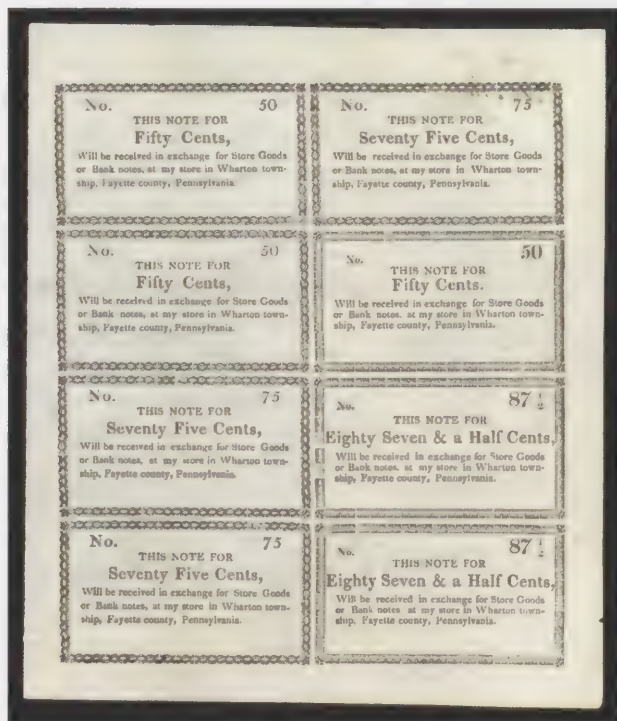 No. 50
THIS NOTE FOR
Fifty Cents,
Will be received in exchange for Store Goods
or Bank notes, at my store in Wharton town-
ship, Fayette county, Pennsylvania.
No. 75
THIS NOTE FOR
Seventy Five Cents,
Will be received in exchange for Store Goods
or Bank notes, at my store in Wharton town-
ship, Fayette county, Pennsylvania.
No. 50
THIS NOTE FOR
Fifty Cents,
Will be received in exchange for Store Goods
or Bank notes, at my store in Wharton town-
ship, Fayette county, Pennsylvania.
No. 50
THIS NOTE FOR
Fifty Cents.
Will be received in exchange for Store Goods
or Bank notes, at my store in Wharton town-
ship, Fayette county, Pennsylvania.
No. 75
THIS NOTE FOR
Seventy Five Cents,
Will be received in exchange for Store Goods
or Bank notes, at my store in Wharton town-
ship, Fayette county, Pennsylvania.
No. 87 1/2
THIS NOTE FOR
Eighty Seven & a Half Cents,
Will be received in exchange for Store Goods
or Bank notes, at my store in Wharton town-
ship, Fayette county, Pennsylvania.
No. 75
THIS NOTE FOR
Seventy Five Cents,
Will be received in exchange for Store Goods
or Bank notes, at my store in Wharton town-
ship, Fayette county, Pennsylvania.
No. 87 1/2
THIS NOTE FOR
Eighty Seven & a Half Cents,
Will be received in exchange for Store Goods
or Bank notes at my store in Wharton town-
ship, Fayette county, Pennsylvania.